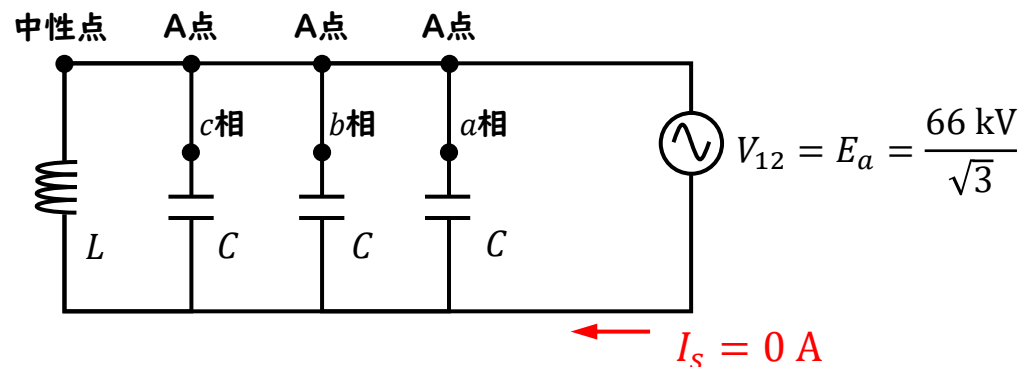 中性点 A点 A点 A点
c相 b相 a相
V₁₂ = Eₐ = 66 kV / √3
L C C C
Iₛ = 0 A